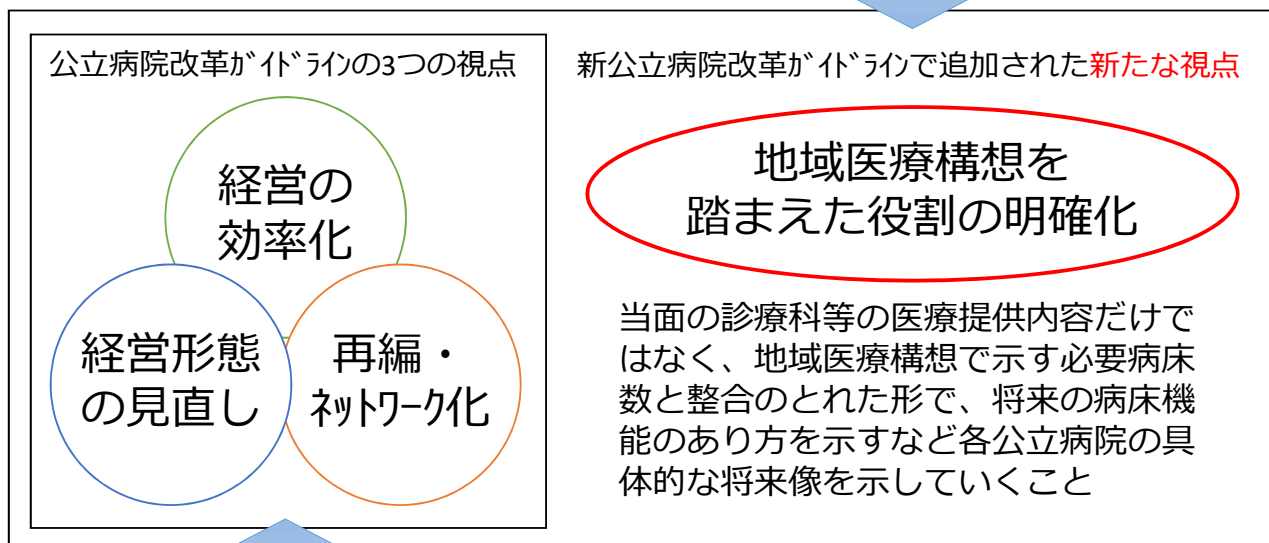 公立病院改革ｶﾞｲﾄﾞﾗｲﾝの3つの視点
経営の
効率化
経営形態
の見直し
再編・
ﾈｯﾄﾜｰｸ化
新公立病院改革ｶﾞｲﾄﾞﾗｲﾝで追加された新たな視点
地域医療構想を
踏まえた役割の明確化
当面の診療科等の医療提供内容だけで
はなく、地域医療構想で示す必要病床
数と整合のとれた形で、将来の病床機
能のあり方を示すなど各公立病院の具
体的な将来像を示していくこと